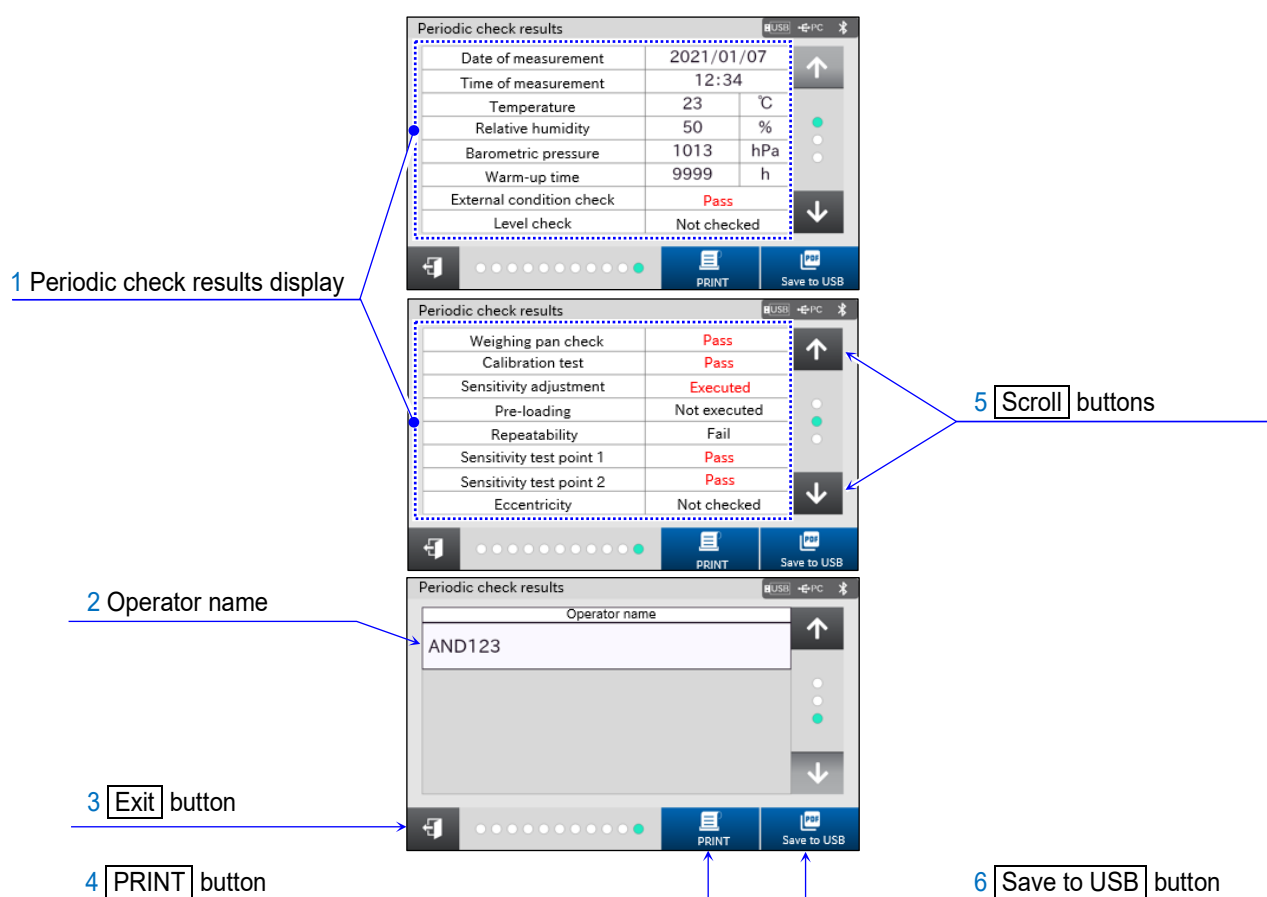 Periodic check results
USB PC
Date of measurement 2021/01/07
Time of measurement 12:34
Temperature 23 ℃
Relative humidity 50 %
Barometric pressure 1013 hPa
Warm-up time 9999 h
External condition check Pass
Level check Not checked
PRINT
PDF
Save to USB
1 Periodic check results display
Periodic check results
USB PC
Weighing pan check Pass
Calibration test Pass
Sensitivity adjustment Executed
Pre-loading Not executed
Repeatability Fail
Sensitivity test point 1 Pass
Sensitivity test point 2 Pass
Eccentricity Not checked
PRINT
PDF
Save to USB
5 Scroll buttons
Periodic check results
USB PC
2 Operator name
Operator name
AND123
3 Exit button
PRINT
PDF
Save to USB
4 PRINT button
6 Save to USB button